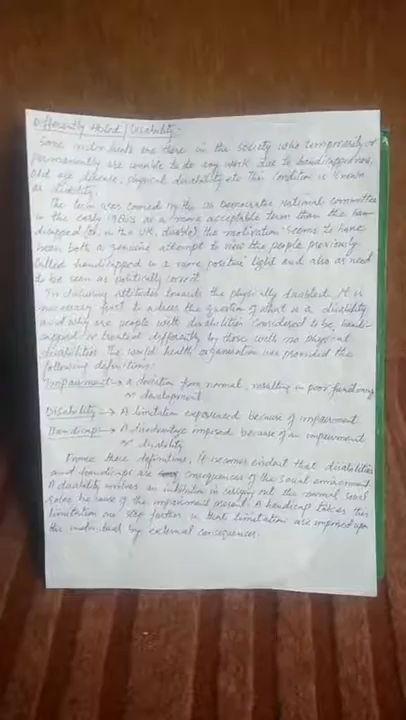 Differently Abled / Disability:-
Some individuals are there in the society who temporarily or
permanently are unable to do any work due to handicappedness,
Old age disease, physical disability etc. This condition is known
as disability.
The term was coined by the US Democratic National committee
in the early 1980s as a more acceptable term than the han-
dicapped (or, in the UK, disable) the motivation seems to have
been both a genuine attempt to view the people previously
called handicapped in a more positive light and also as need
to be seen as politically correct.
In discussing attitudes towards the physically disabled, It is
necessary first to adress the question of what is a disability
and why are people with disabilities considered to be handi-
capped or treated differently by those with no physical
disabilities. The world health organisation has provided the
following definitions:
Impairment → a deviation from normal, resulting in poor function
or development
Disability → A limitation experienced because of impairment
Handicap → A disadvantage imposed because of an impairment
or disability
From these definitions, it becomes evident that disabilities
and handicaps are consequences of the social environment.
A disability involves an in carrying out the normal social
roles because of the impairment present. A handicap takes this
limitation one step further in that limitation are imposed upon
the individual by external consequences.